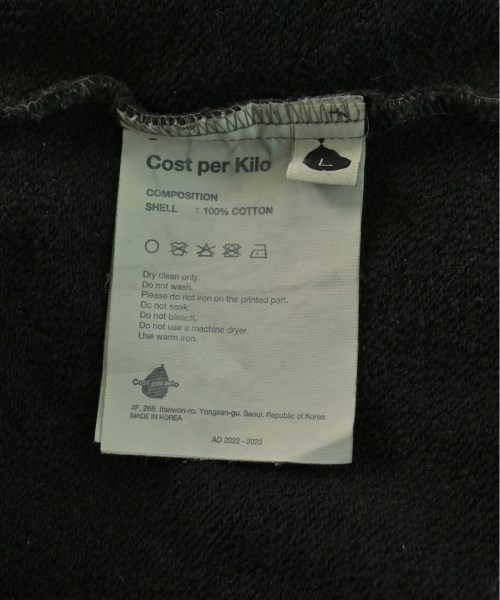 L
Cost per Kilo
COMPOSITION
SHELL : 100% COTTON
Dry clean only.
Do not wash.
Please do not iron on the printed part.
Do not soak.
Do not bleach.
Do not use a machine dryer.
Use warm iron.
Cost per Kilo
4F, 266, Itaewon-ro, Yongsan-gu, Seoul, Republic of Korea
MADE IN KOREA
AD 2022 - 2023